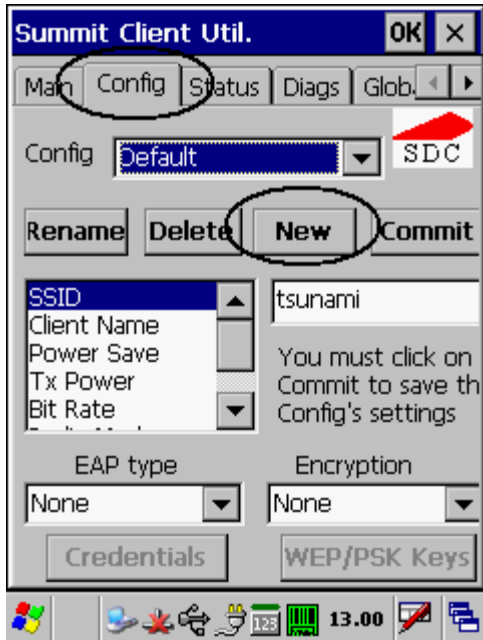 Summit Client Util. OK ×
Main Config Status Diags Glob
Config Default SDC
Rename Delete New Commit
SSID
Client Name
Power Save
Tx Power
Bit Rate
tsunami
You must click on
Commit to save th
Config's settings
EAP type Encryption
None None
Credentials WEP/PSK Keys
123 13.00